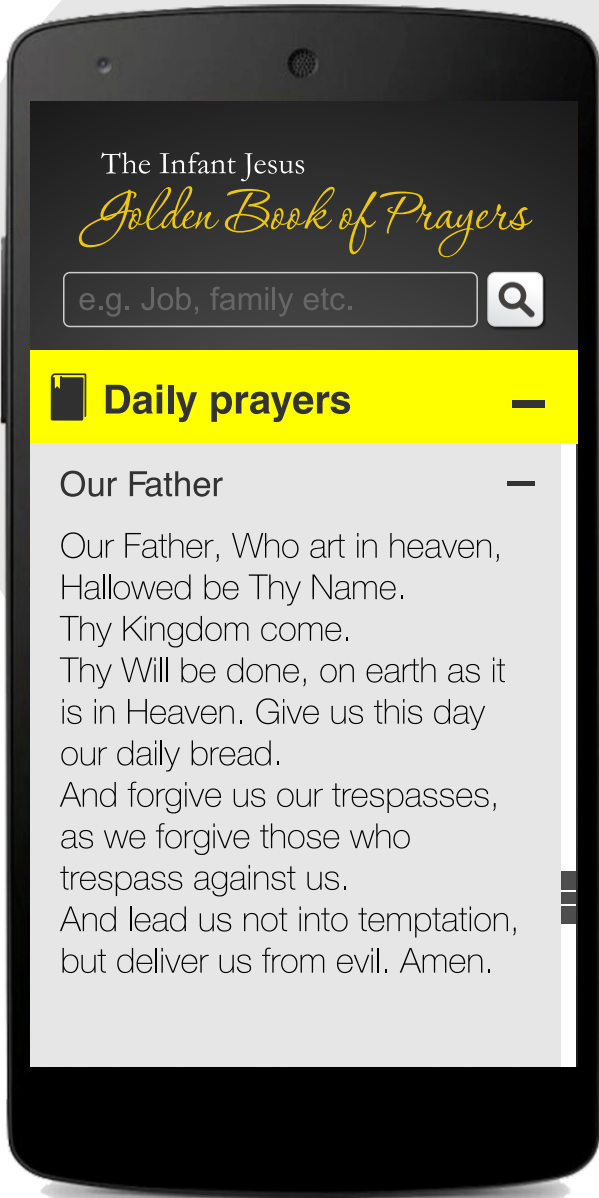 The Infant Jesus
Golden Book of Prayers
e.g. Job, family etc.
Daily prayers
Our Father
Our Father, Who art in heaven,
Hallowed be Thy Name.
Thy Kingdom come.
Thy Will be done, on earth as it
is in Heaven. Give us this day
our daily bread.
And forgive us our trespasses,
as we forgive those who
trespass against us.
And lead us not into temptation,
but deliver us from evil. Amen.